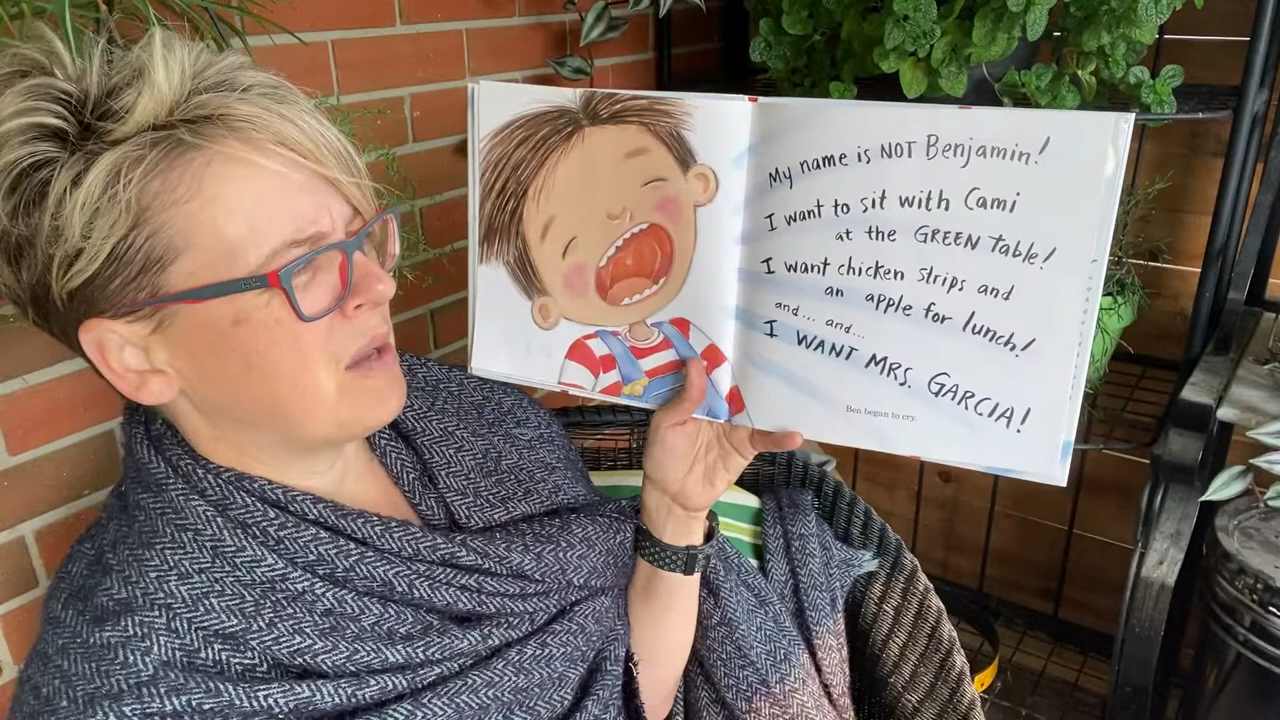 My name is NOT Benjamin!
I want to sit with Cami
at the GREEN table!
I want chicken strips and
an apple for lunch!
and... and...
I WANT MRS. GARCIA!
Ben began to cry.